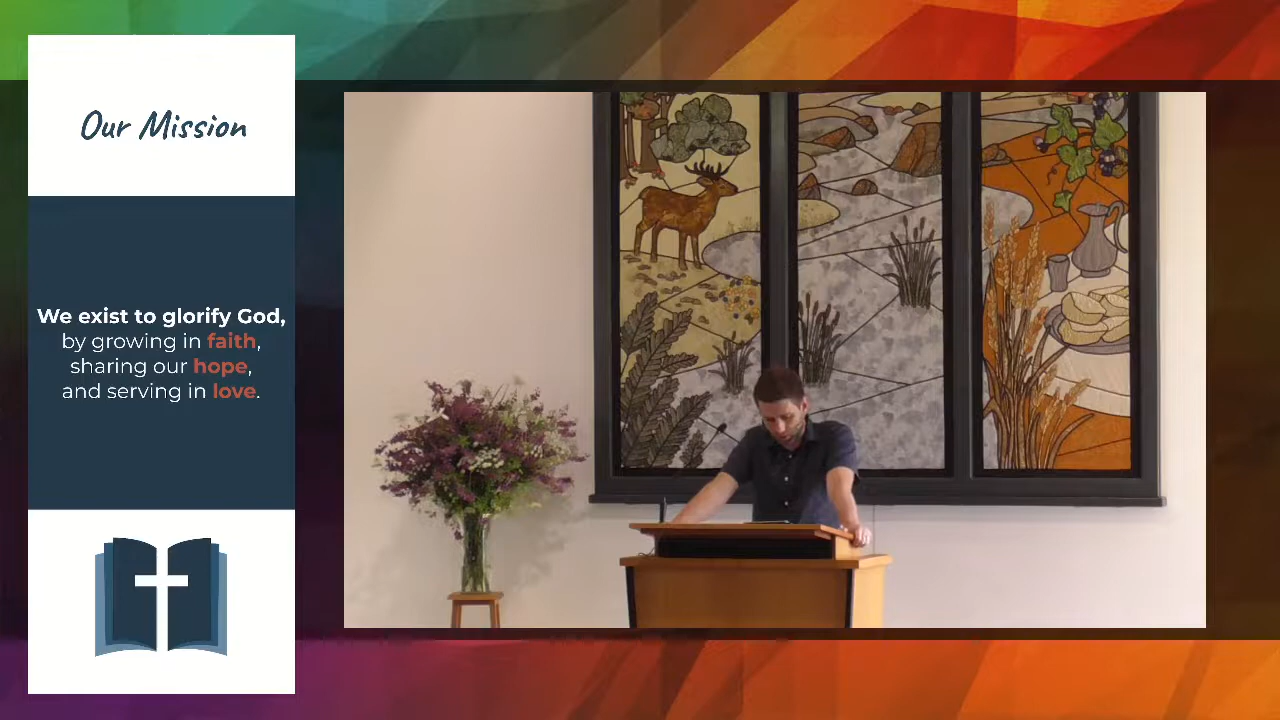 Our Mission
We exist to glorify God,
by growing in faith,
sharing our hope,
and serving in love.